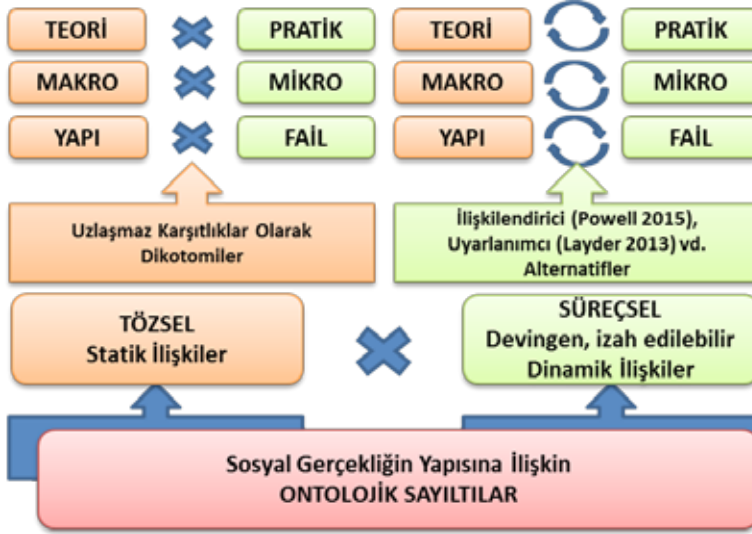 TEORİ PRATİK TEORİ PRATİK
MAKRO MİKRO MAKRO MİKRO
YAPI FAİL YAPI FAİL
Uzlaşmaz Karşıtlıklar Olarak
Dikotomiler
İlişkilendirici (Powell 2015),
Uyarlanımcı (Layder 2013) vd.
Alternatifler
TÖZSEL
Statik İlişkiler
SÜREÇSEL
Devingen, izah edilebilir
Dinamik İlişkiler
Sosyal Gerçekliğin Yapısına İlişkin
ONTOLOJİK SAYILTILAR